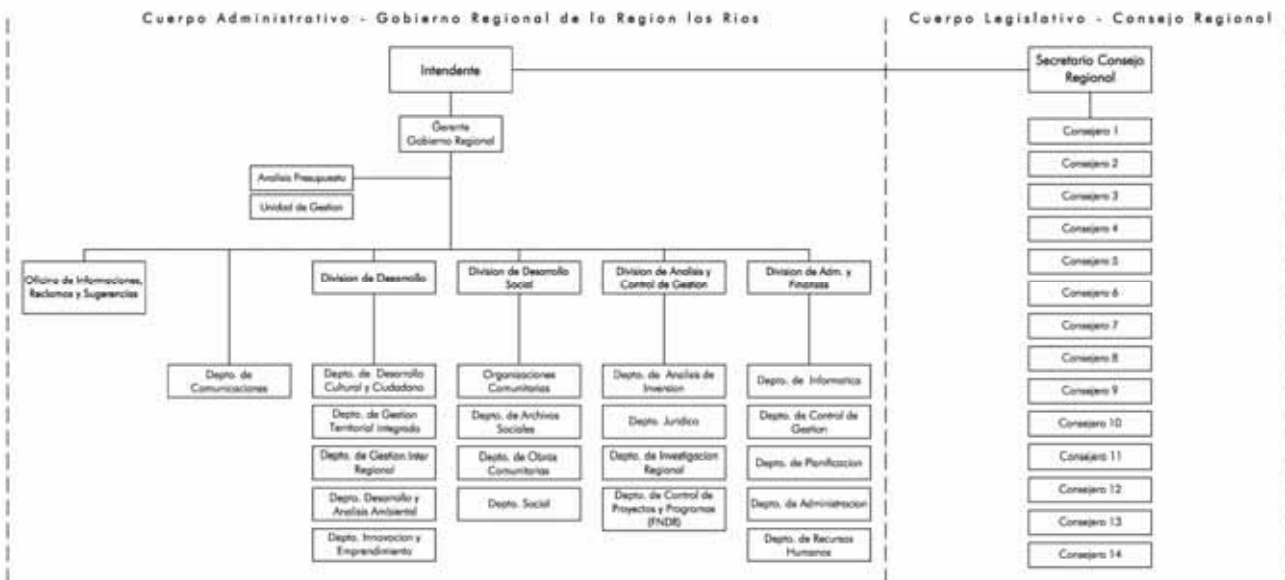 Cuerpo Administrativo - Gobierno Regional de la Region los Rios
Cuerpo Legislativo - Consejo Regional
Intendente
Secretario Consejo
Regional
Gerente
Gobierno Regional
Analisis Presupuesto
Unidad de Gestion
Oficina de Informaciones,
Reclamos y Sugerencias
Division de Desarrollo
Division de Desarrollo
Social
Division de Analisis y
Control de Gestion
Division de Adm. y
Finanzas
Depto. de
Comunicaciones
Depto. de Desarrollo
Cultural y Ciudadano
Depto. de Gestion
Territorial integrada
Depto. de Gestion Inter
Regional
Depto. Desarrollo y
Analisis Ambiental
Depto. Innovacion y
Emprendimiento
Organizaciones
Comunitarias
Depto. de Archivos
Sociales
Depto. de Obras
Comunitarias
Depto. Social
Depto. de Analisis de
Inversion
Depto. Juridico
Depto. de Investigacion
Regional
Depto. de Control de
Proyectos y Programas
(FNDR)
Depto. de Informatica
Depto. de Control de
Gestion
Depto. de Planificacion
Depto. de Administracion
Depto. de Recursos
Humanos
Consejero 1
Consejero 2
Consejero 3
Consejero 4
Consejero 5
Consejero 6
Consejero 7
Consejero 8
Consejero 9
Consejero 10
Consejero 11
Consejero 12
Consejero 13
Consejero 14